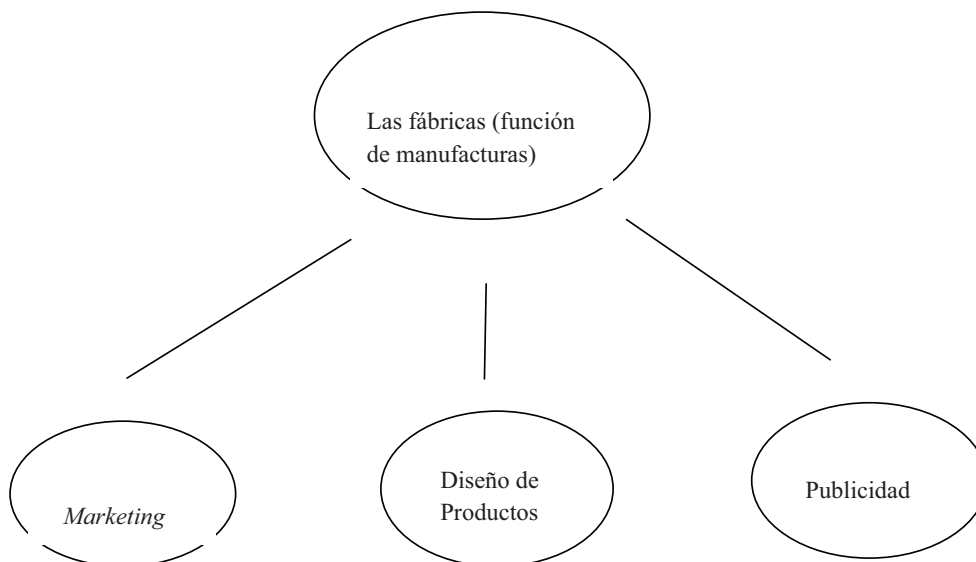 Las fábricas (función
de manufacturas)
Marketing
Diseño de
Productos
Publicidad